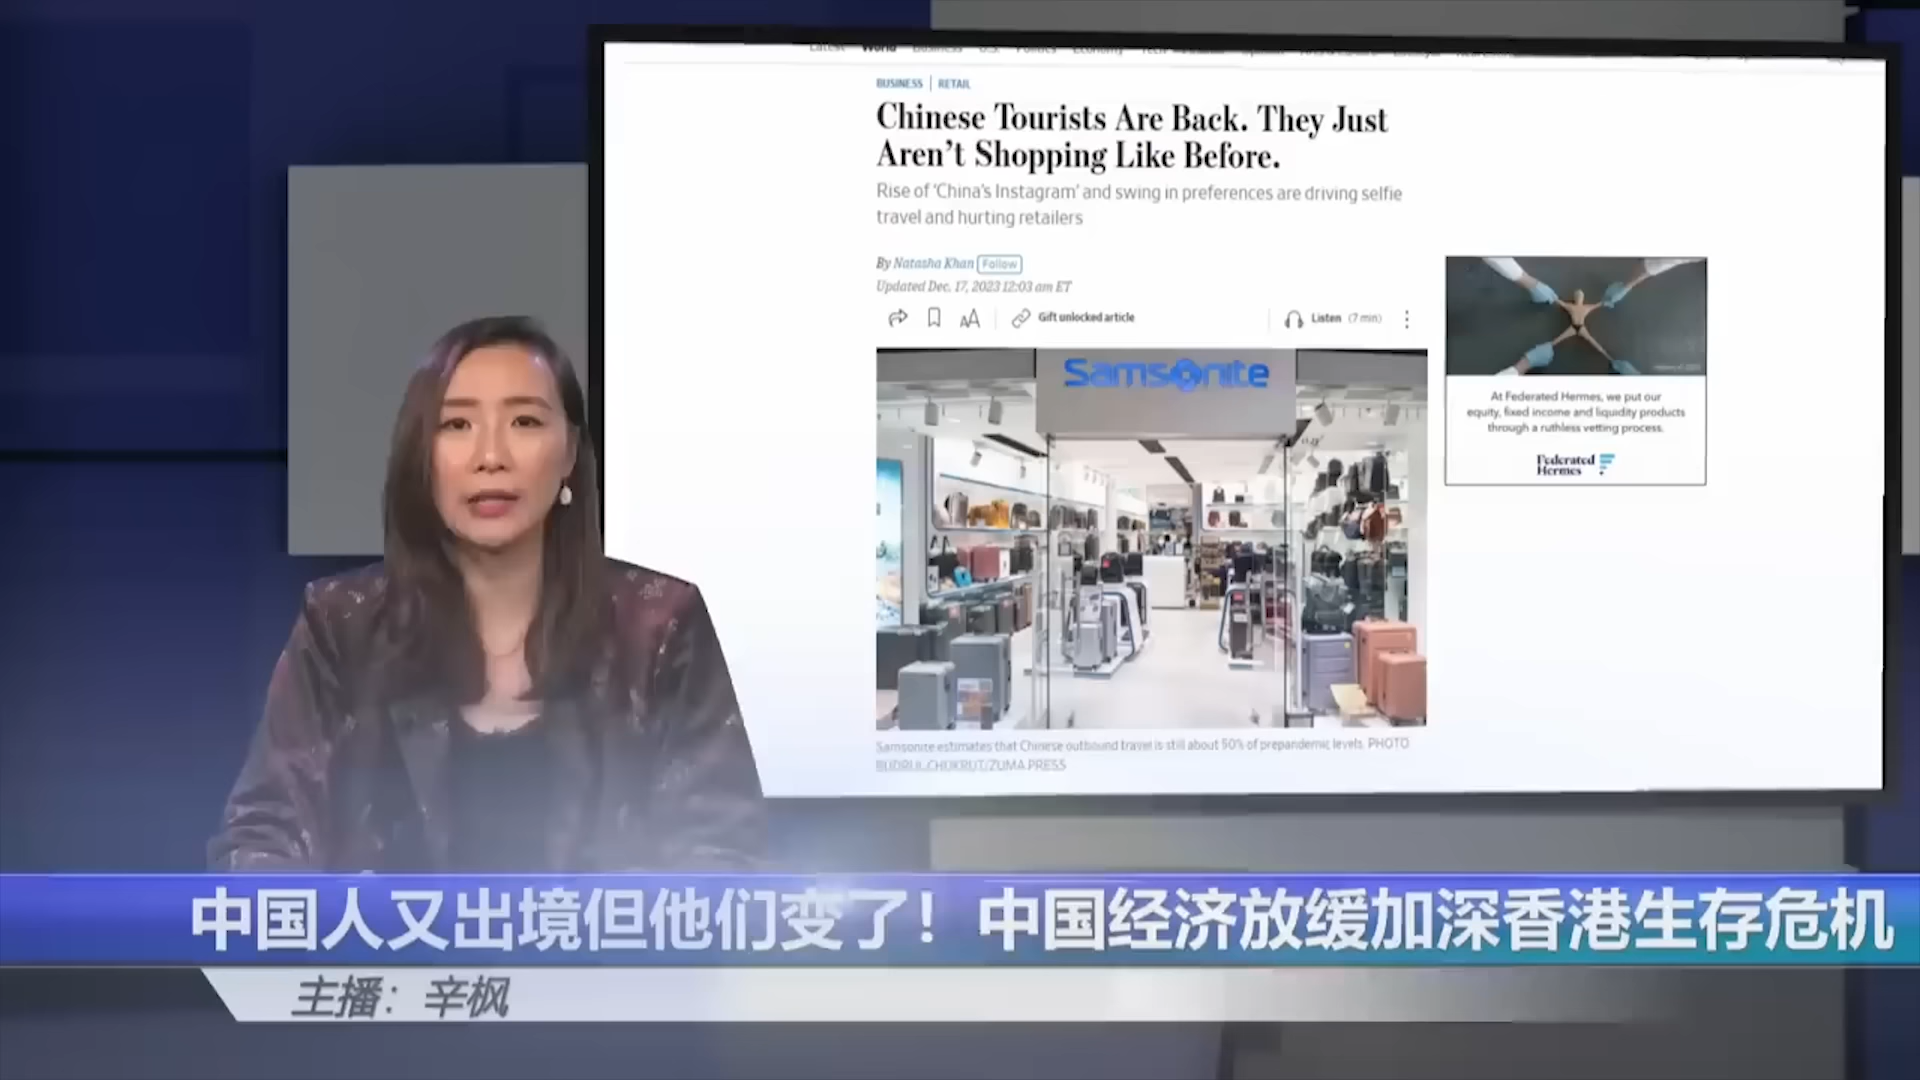 World
BUSINESS | RETAIL
Chinese Tourists Are Back. They Just
Aren't Shopping Like Before.
Rise of 'China's Instagram' and swing in preferences are driving selfie
travel and hurting retailers
By Natasha Khan Follow
Updated Dec. 17, 2023 12:03 am ET
AA Gift unlocked article Listen (7 min)
Samsonite
At Federated Hermes, we put our
equity, fixed income and liquidity products
through a ruthless vetting process.
Federated
Hermes
Samsonite estimates that Chinese outbound travel is still about 50% of prepandemic levels. PHOTO
CHUKRUT/ZUMA PRESS
中国人又出境但他们变了！中国经济放缓加深香港生存危机
主播：辛枫